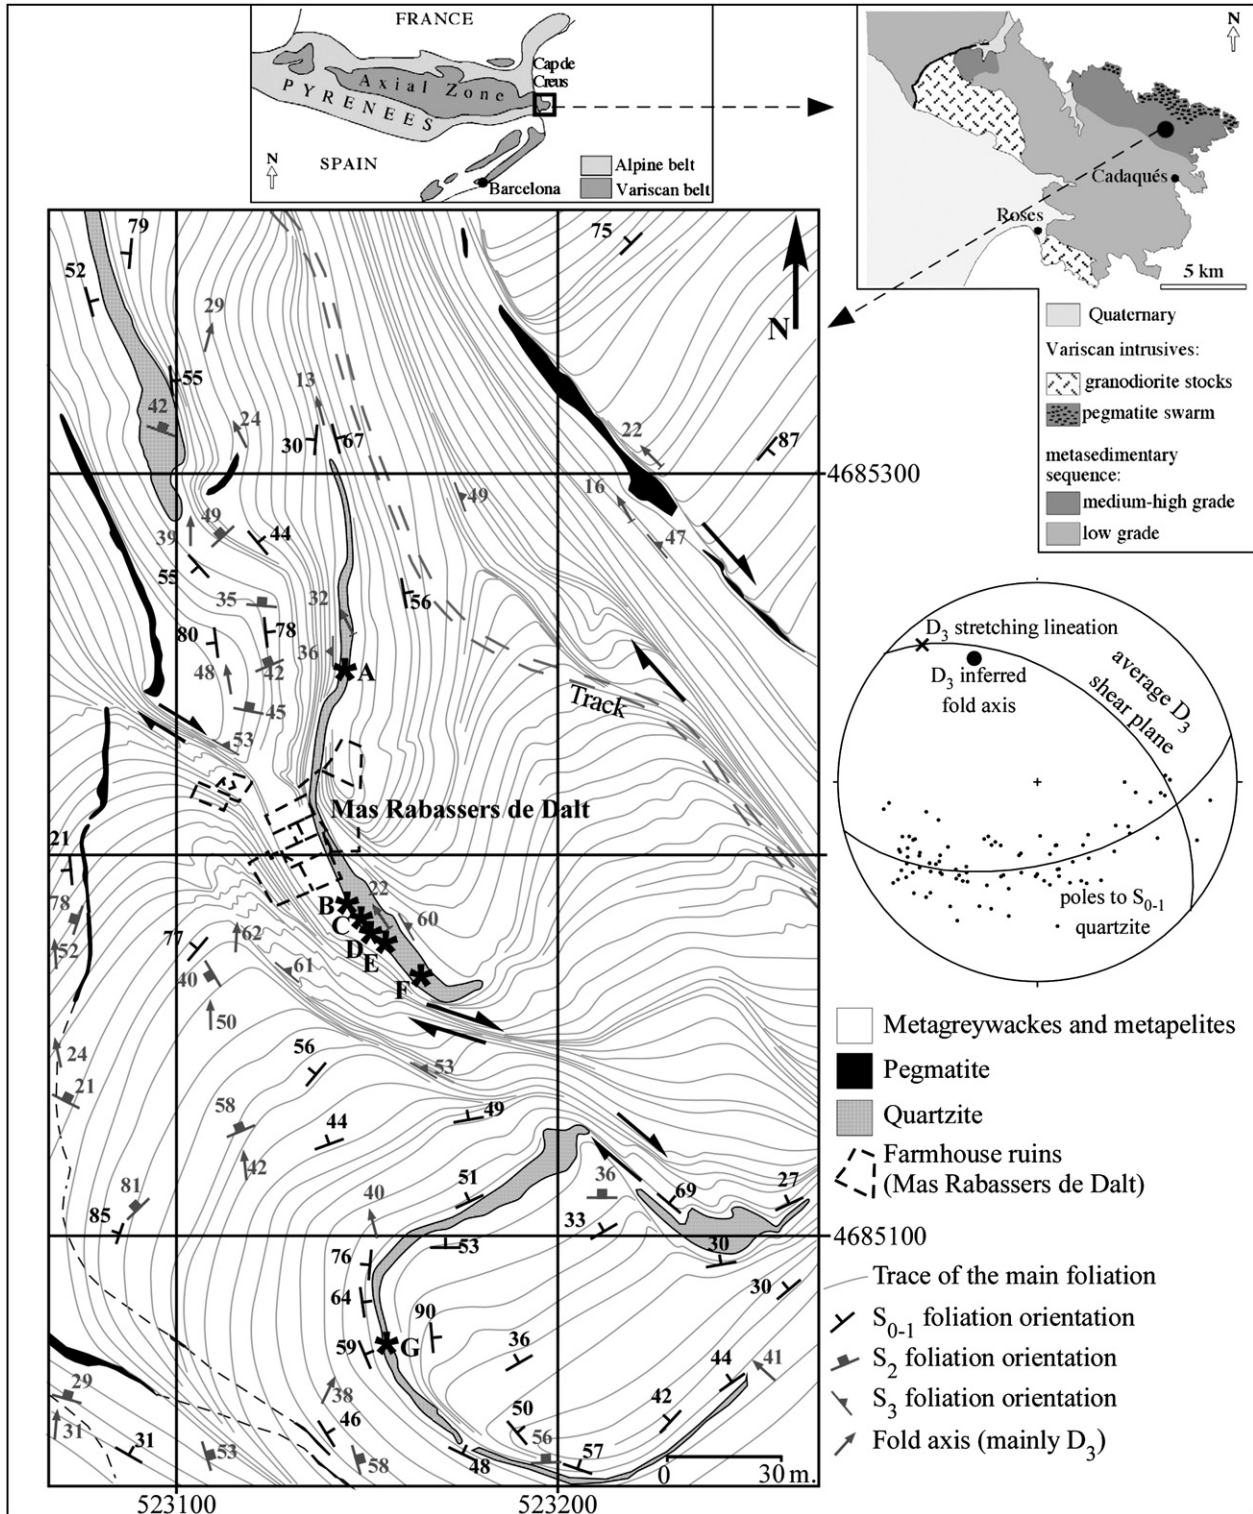 FRANCE
Cap de
Creus
Axial Zone
PYRENEES
N
SPAIN
Barcelona
Alpine belt
Variscan belt
N
Cadaqués
Roses
5 km
Quaternary
Variscan intrusives:
granodiorite stocks
pegmatite swarm
metasedimentary
sequence:
medium-high grade
low grade
79
75
52
29
N
55
42
13
24
30
67
22
87
4685300
49
16
49
39
44
47
55
35
32
56
80
78
36
48
42
A
45
Track
53
Mas Rabassers de Dalt
21
22
B
60
78
C
62
D
77
E
52
61
F
40
50
24
56
53
21
58
44
49
42
51
36
81
40
69
27
85
33
53
30
4685100
76
30
64
90
59
G
36
44
41
29
38
42
46
50
31
31
53
56
57
58
48
0
30 m.
523100
523200
D3 stretching lineation
D3 inferred
fold axis
average D3
shear plane
poles to S0-1
quartzite
Metagreywackes and metapelites
Pegmatite
Quartzite
Farmhouse ruins
(Mas Rabassers de Dalt)
Trace of the main foliation
S0-1 foliation orientation
S2 foliation orientation
S3 foliation orientation
Fold axis (mainly D3)